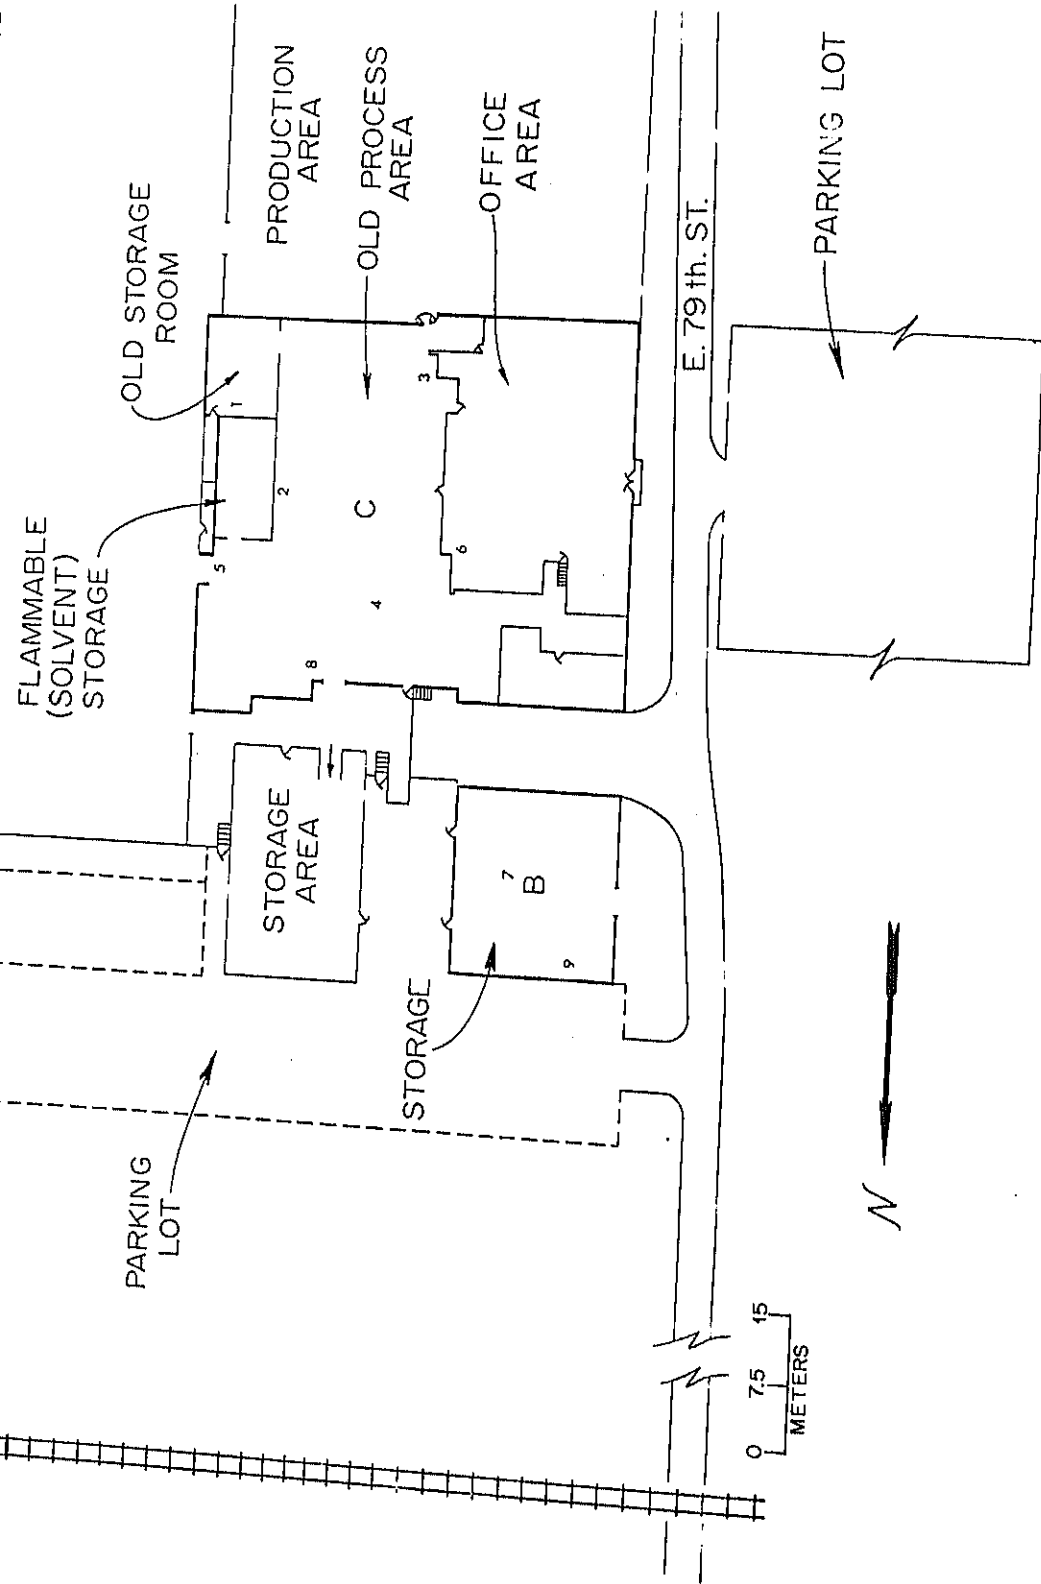 FLAMMABLE
(SOLVENT)
STORAGE
OLD STORAGE
ROOM
PRODUCTION
AREA
OLD PROCESS
AREA
OFFICE
AREA
PARKING
LOT
STORAGE
AREA
STORAGE
B
C
1
2
3
4
5
6
7
8
9
E. 79th. ST.
PARKING LOT
N
0 7.5 15
METERS